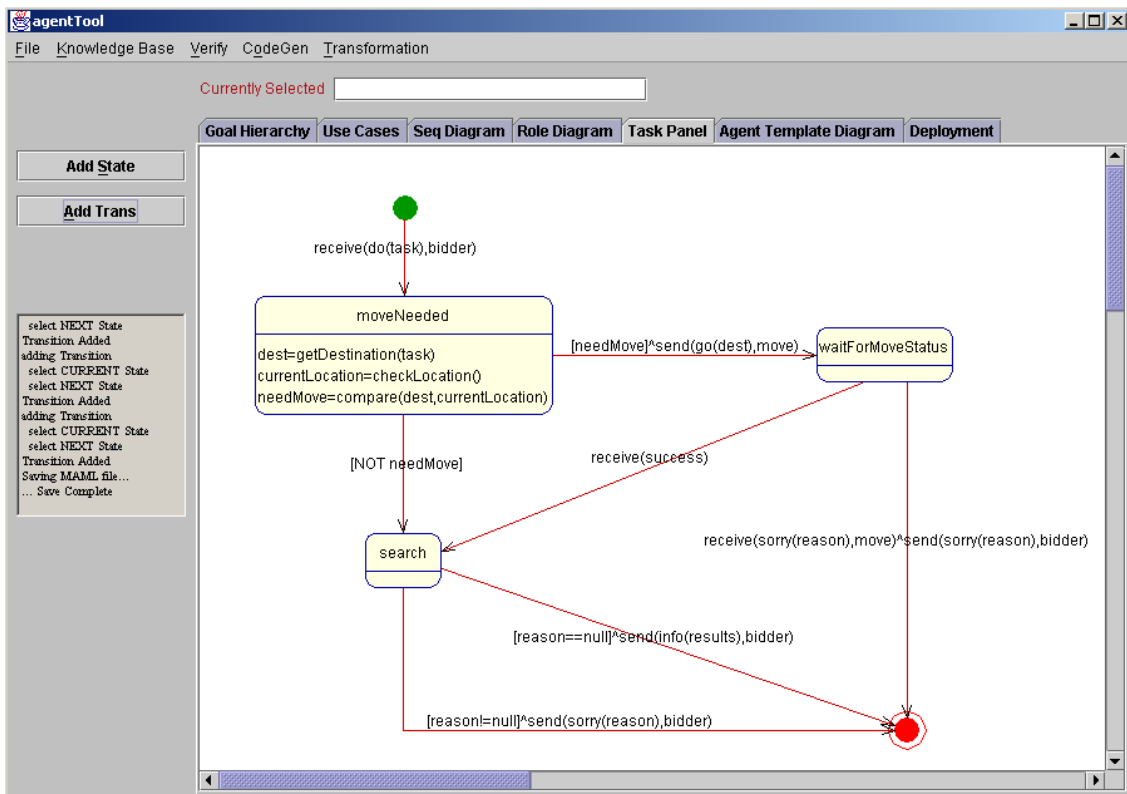 agentTool
File Knowledge Base Verify CodeGen Transformation
Currently Selected
Goal Hierarchy Use Cases Seq Diagram Role Diagram Task Panel Agent Template Diagram Deployment
Add State
Add Trans
select NEXT State
Transition Added
adding Transition
select CURRENT State
select NEXT State
Transition Added
adding Transition
select CURRENT State
select NEXT State
Transition Added
Saving MAML file...
... Save Complete
receive(do(task),bidder)
moveNeeded
dest=getDestination(task)
currentLocation=checkLocation()
needMove=compare(dest,currentLocation)
[needMove]^send(go(dest),move)
waitForMoveStatus
[NOT needMove]
receive(success)
search
receive(sorry(reason),move)^send(sorry(reason),bidder)
[reason==null]^send(info(results),bidder)
[reason!=null]^send(sorry(reason),bidder)